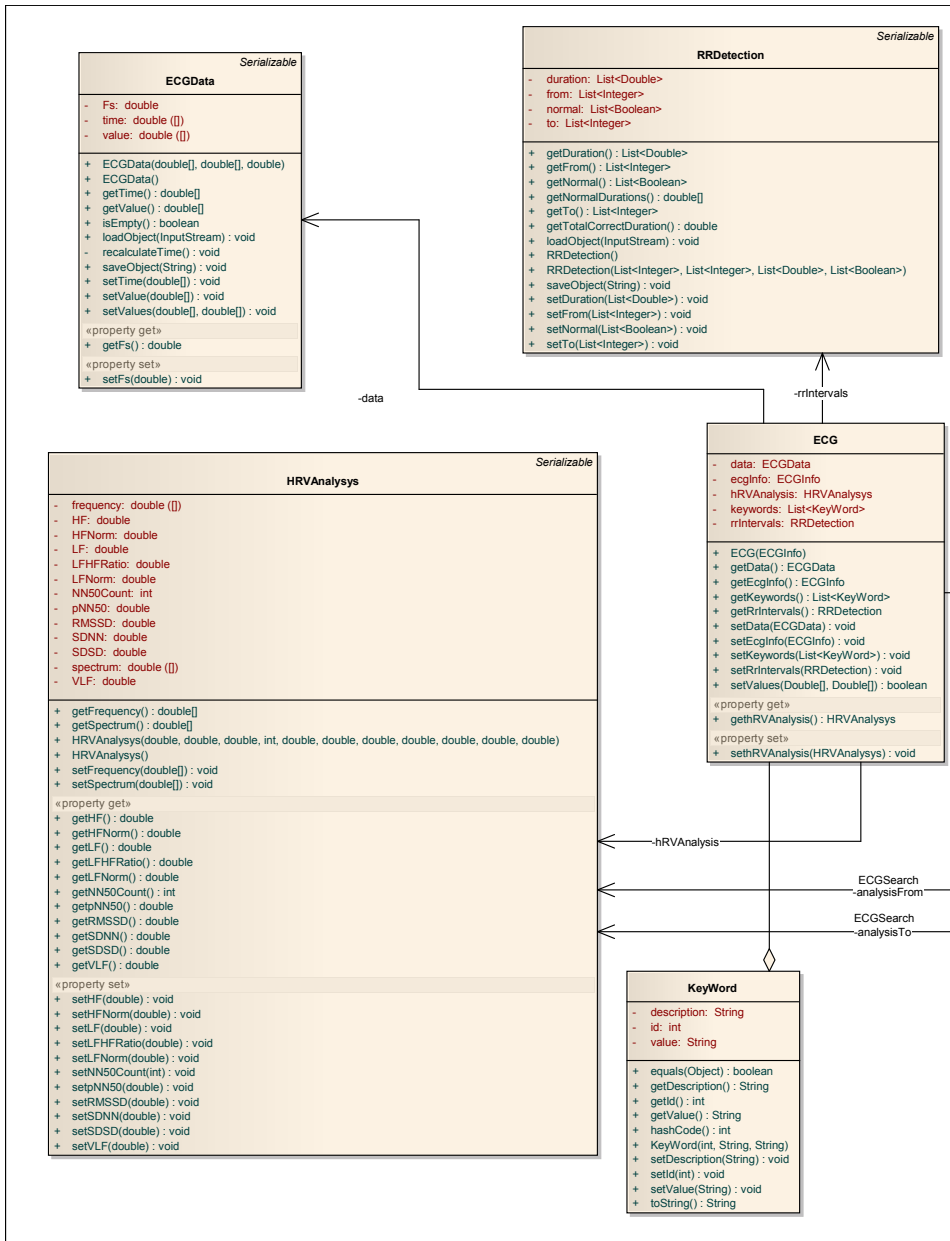 Serializable
ECGData
- Fs: double
- time: double ([])
- value: double ([])
+ ECGData(double[], double[], double)
+ ECGData()
+ getTime() : double[]
+ getValue() : double[]
+ isEmpty() : boolean
+ loadObject(InputStream) : void
- recalculateTime() : void
+ saveObject(String) : void
+ setTime(double[]) : void
+ setValue(double[]) : void
+ setValues(double[], double[]) : void
«property get»
+ getFs() : double
«property set»
+ setFs(double) : void
Serializable
RRDetection
- duration: List<Double>
- from: List<Integer>
- normal: List<Boolean>
- to: List<Integer>
+ getDuration() : List<Double>
+ getFrom() : List<Integer>
+ getNormal() : List<Boolean>
+ getNormalDurations() : double[]
+ getTo() : List<Integer>
+ getTotalCorrectDuration() : double
+ loadObject(InputStream) : void
+ RRDetection()
+ RRDetection(List<Integer>, List<Integer>, List<Double>, List<Boolean>)
+ saveObject(String) : void
+ setDuration(List<Double>) : void
+ setFrom(List<Integer>) : void
+ setNormal(List<Boolean>) : void
+ setTo(List<Integer>) : void
-data
-rrIntervals
Serializable
HRVAnalysys
- frequency: double ([])
- HF: double
- HFNorm: double
- LF: double
- LFHFRatio: double
- LFNorm: double
- NN50Count: int
- pNN50: double
- RMSSD: double
- SDNN: double
- SDSD: double
- spectrum: double ([])
- VLF: double
+ getFrequency() : double[]
+ getSpectrum() : double[]
+ HRVAnalysys(double, double, double, int, double, double, double, double, double, double, double)
+ HRVAnalysys()
+ setFrequency(double[]) : void
+ setSpectrum(double[]) : void
«property get»
+ getHF() : double
+ getHFNorm() : double
+ getLF() : double
+ getLFHFRatio() : double
+ getLFNorm() : double
+ getNN50Count() : int
+ getpNN50() : double
+ getRMSSD() : double
+ getSDNN() : double
+ getSDSD() : double
+ getVLF() : double
«property set»
+ setHF(double) : void
+ setHFNorm(double) : void
+ setLF(double) : void
+ setLFHFRatio(double) : void
+ setLFNorm(double) : void
+ setNN50Count(int) : void
+ setpNN50(double) : void
+ setRMSSD(double) : void
+ setSDNN(double) : void
+ setSDSD(double) : void
+ setVLF(double) : void
ECG
- data: ECGData
- ecgInfo: ECGInfo
- hRVAnalysis: HRVAnalysys
- keywords: List<KeyWord>
- rrIntervals: RRDetection
+ ECG(ECGInfo)
+ getData() : ECGData
+ getEcgInfo() : ECGInfo
+ getKeywords() : List<KeyWord>
+ getRrIntervals() : RRDetection
+ setData(ECGData) : void
+ setEcgInfo(ECGInfo) : void
+ setKeywords(List<KeyWord>) : void
+ setRrIntervals(RRDetection) : void
+ setValues(Double[], Double[]) : boolean
«property get»
+ gethRVAnalysis() : HRVAnalysys
«property set»
+ sethRVAnalysis(HRVAnalysys) : void
-hRVAnalysis
ECGSearch
-analysisFrom
ECGSearch
-analysisTo
KeyWord
- description: String
- id: int
- value: String
+ equals(Object) : boolean
+ getDescription() : String
+ getId() : int
+ getValue() : String
+ hashCode() : int
+ KeyWord(int, String, String)
+ setDescription(String) : void
+ setId(int) : void
+ setValue(String) : void
+ toString() : String